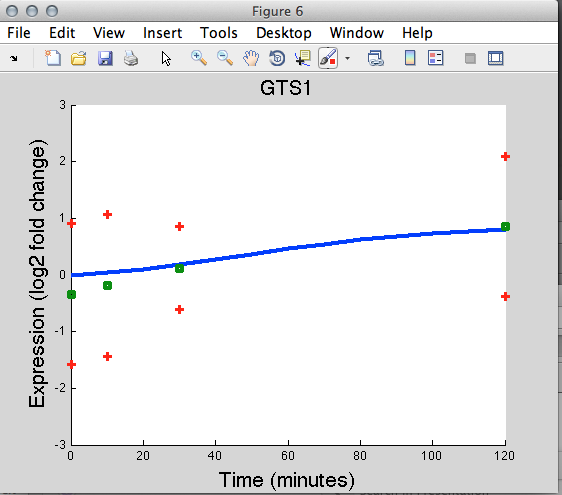 Figure 6
File Edit View Insert Tools Desktop Window Help
GTS1
Expression (log2 fold change)
3
2
1
0
-1
-2
-3
0 20 40 60 80 100 120
Time (minutes)